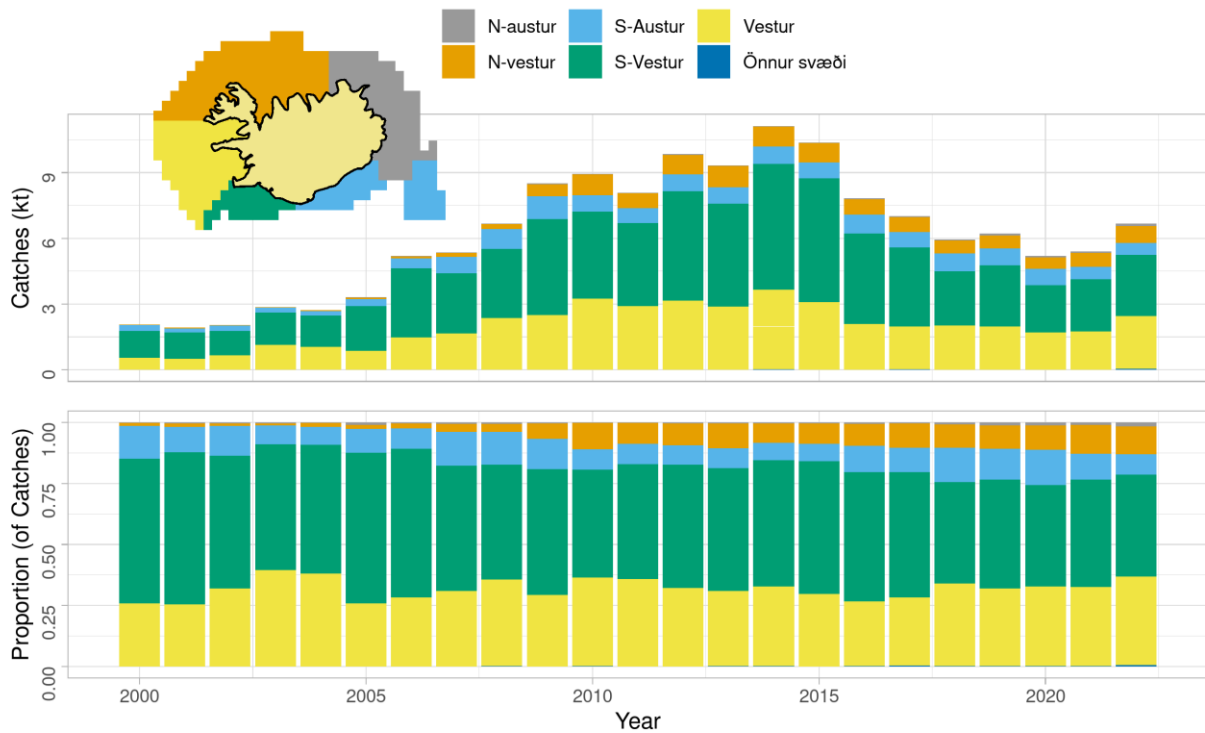 N-austur S-Austur Vestur
N-vestur S-Vestur Önnur svæði
Catches (kt)
9
6
3
0
Proportion (of Catches)
1.00
0.75
0.50
0.25
0.00
2000 2005 2010 2015 2020
Year